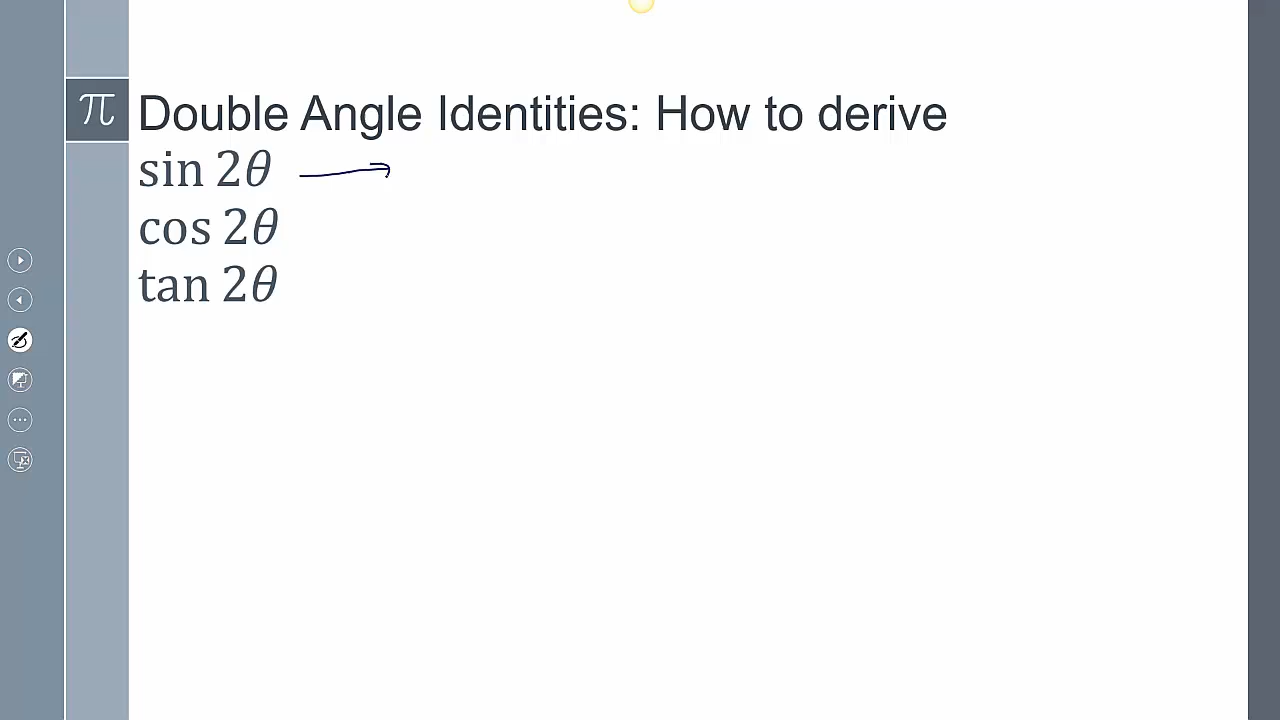 π Double Angle Identities: How to derive
sin 2θ →
cos 2θ
tan 2θ